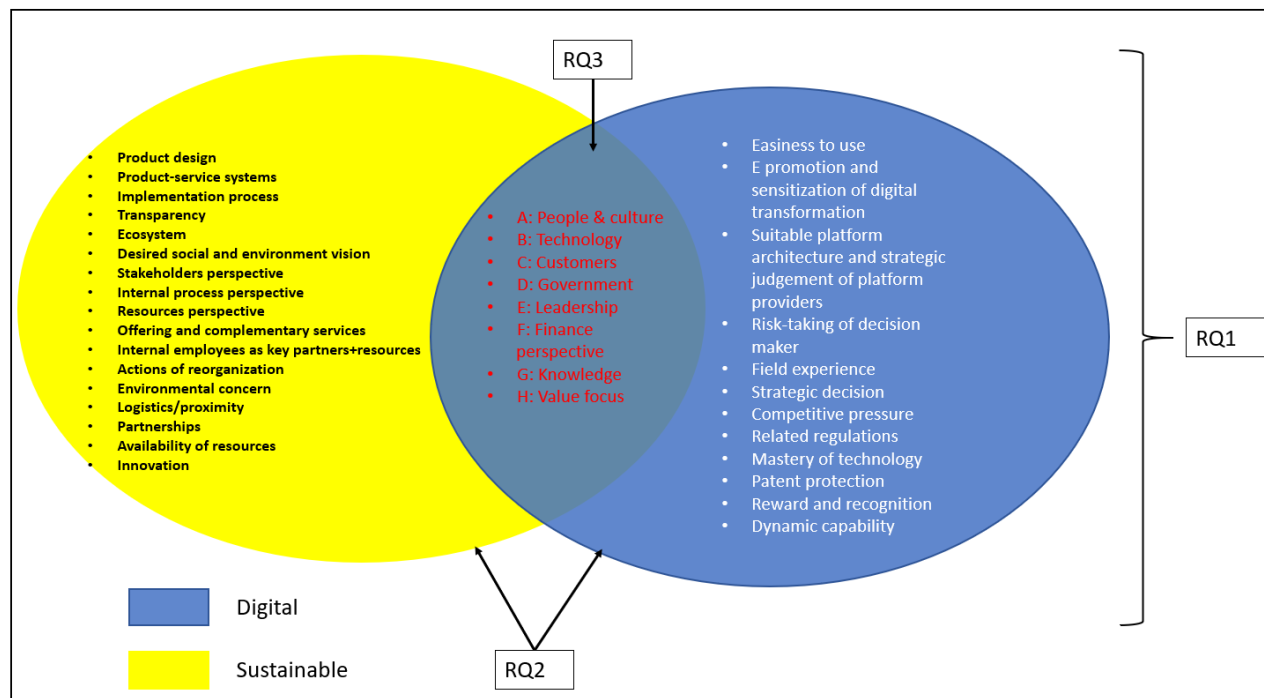 RQ3
• Product design
• Product-service systems
• Implementation process
• Transparency
• Ecosystem
• Desired social and environment vision
• Stakeholders perspective
• Internal process perspective
• Resources perspective
• Offering and complementary services
• Internal employees as key partners+resources
• Actions of reorganization
• Environmental concern
• Logistics/proximity
• Partnerships
• Availability of resources
• Innovation
• A: People & culture
• B: Technology
• C: Customers
• D: Government
• E: Leadership
• F: Finance
perspective
• G: Knowledge
• H: Value focus
• Easiness to use
• E promotion and
sensitization of digital
transformation
• Suitable platform
architecture and strategic
judgement of platform
providers
• Risk-taking of decision
maker
• Field experience
• Strategic decision
• Competitive pressure
• Related regulations
• Mastery of technology
• Patent protection
• Reward and recognition
• Dynamic capability
RQ1
Digital
Sustainable
RQ2